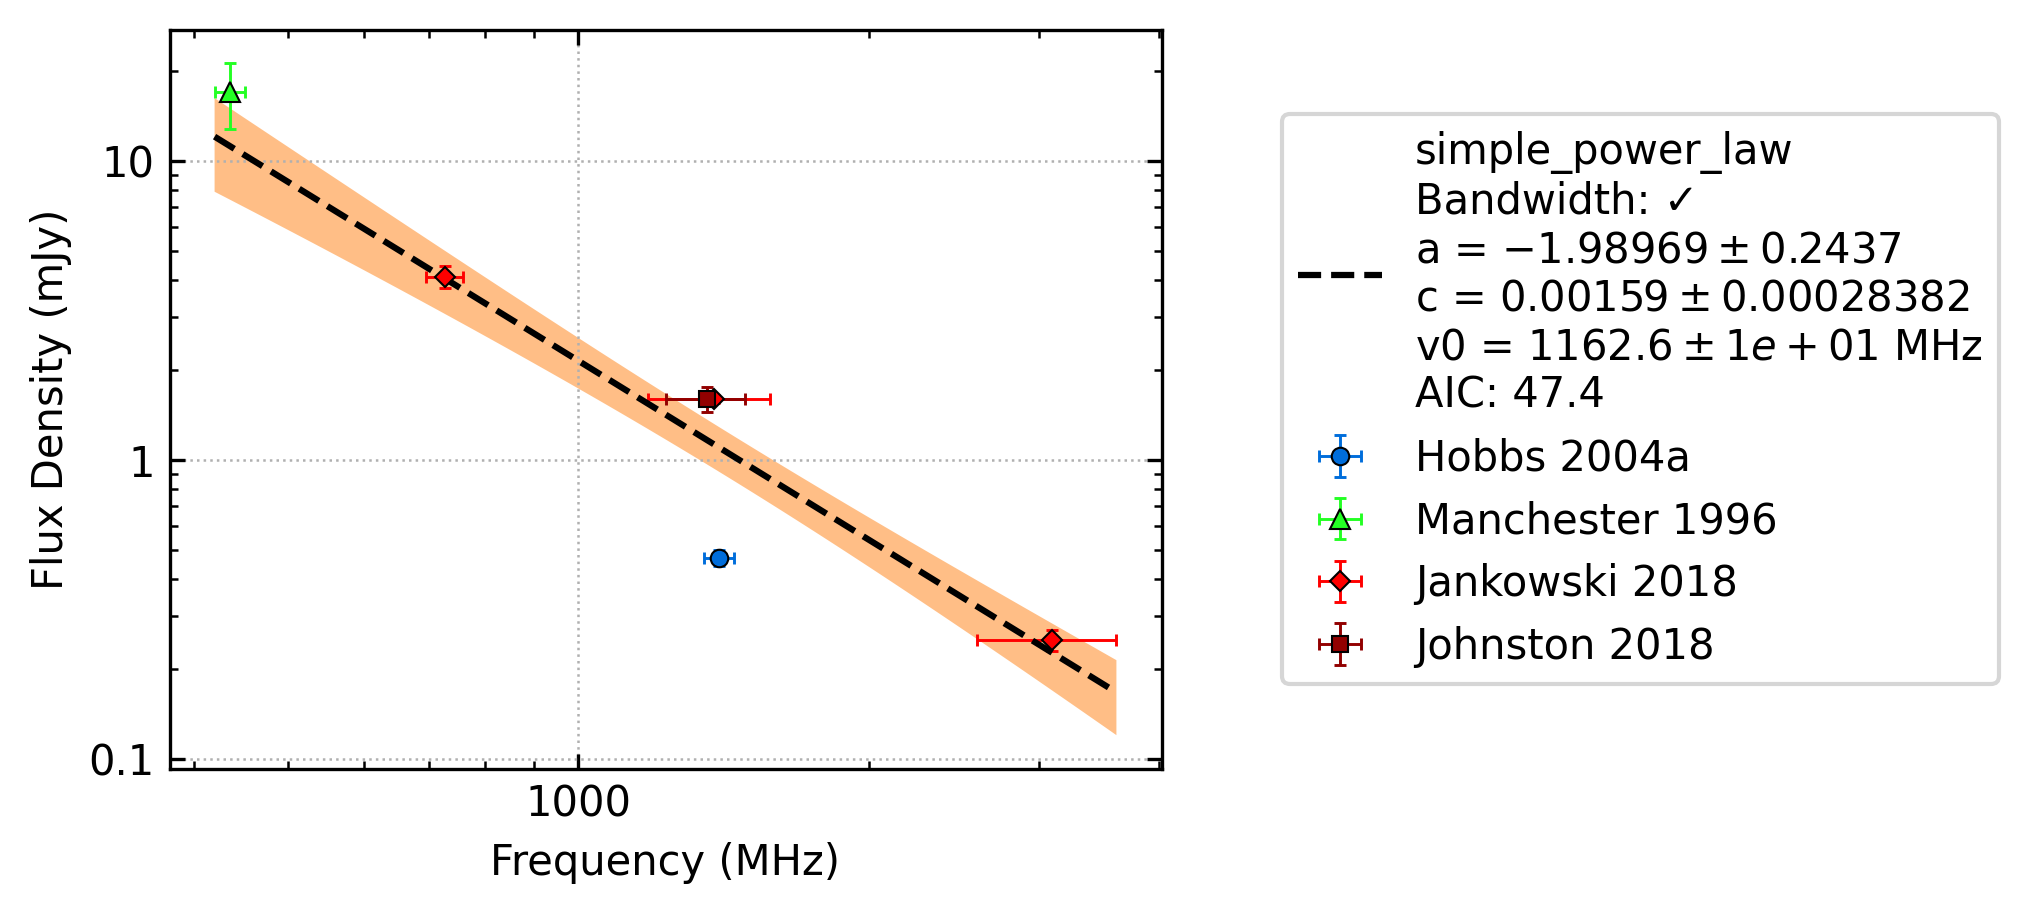 10
1
0.1
1000
Flux Density (mJy)
Frequency (MHz)
simple_power_law
Bandwidth: ✓
a = −1.98969 ± 0.2437
c = 0.00159 ± 0.00028382
v0 = 1162.6 ± 1e + 01 MHz
AIC: 47.4
Hobbs 2004a
Manchester 1996
Jankowski 2018
Johnston 2018